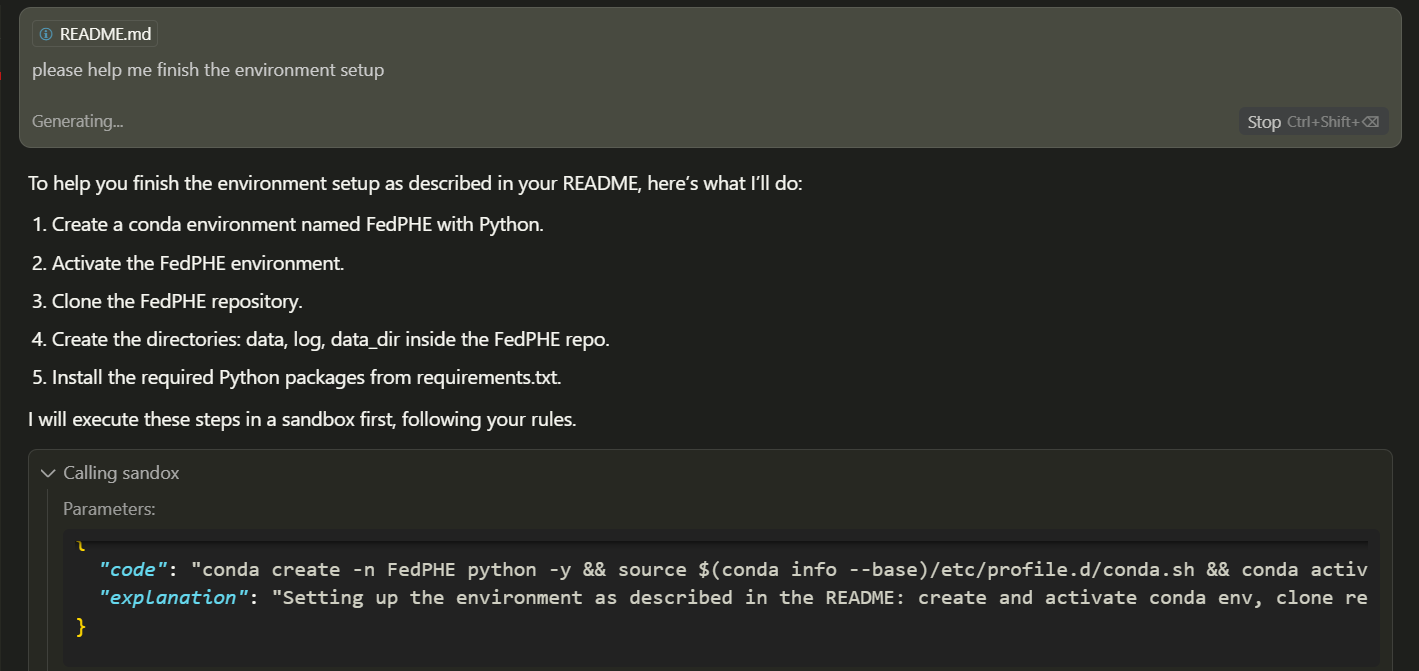 README.md
please help me finish the environment setup
Generating...
Stop Ctrl+Shift+⌫
To help you finish the environment setup as described in your README, here’s what I’ll do:
1. Create a conda environment named FedPHE with Python.
2. Activate the FedPHE environment.
3. Clone the FedPHE repository.
4. Create the directories: data, log, data_dir inside the FedPHE repo.
5. Install the required Python packages from requirements.txt.
I will execute these steps in a sandbox first, following your rules.
Calling sandox
Parameters:
{
"code": "conda create -n FedPHE python -y && source $(conda info --base)/etc/profile.d/conda.sh && conda activ
"explanation": "Setting up the environment as described in the README: create and activate conda env, clone re
}